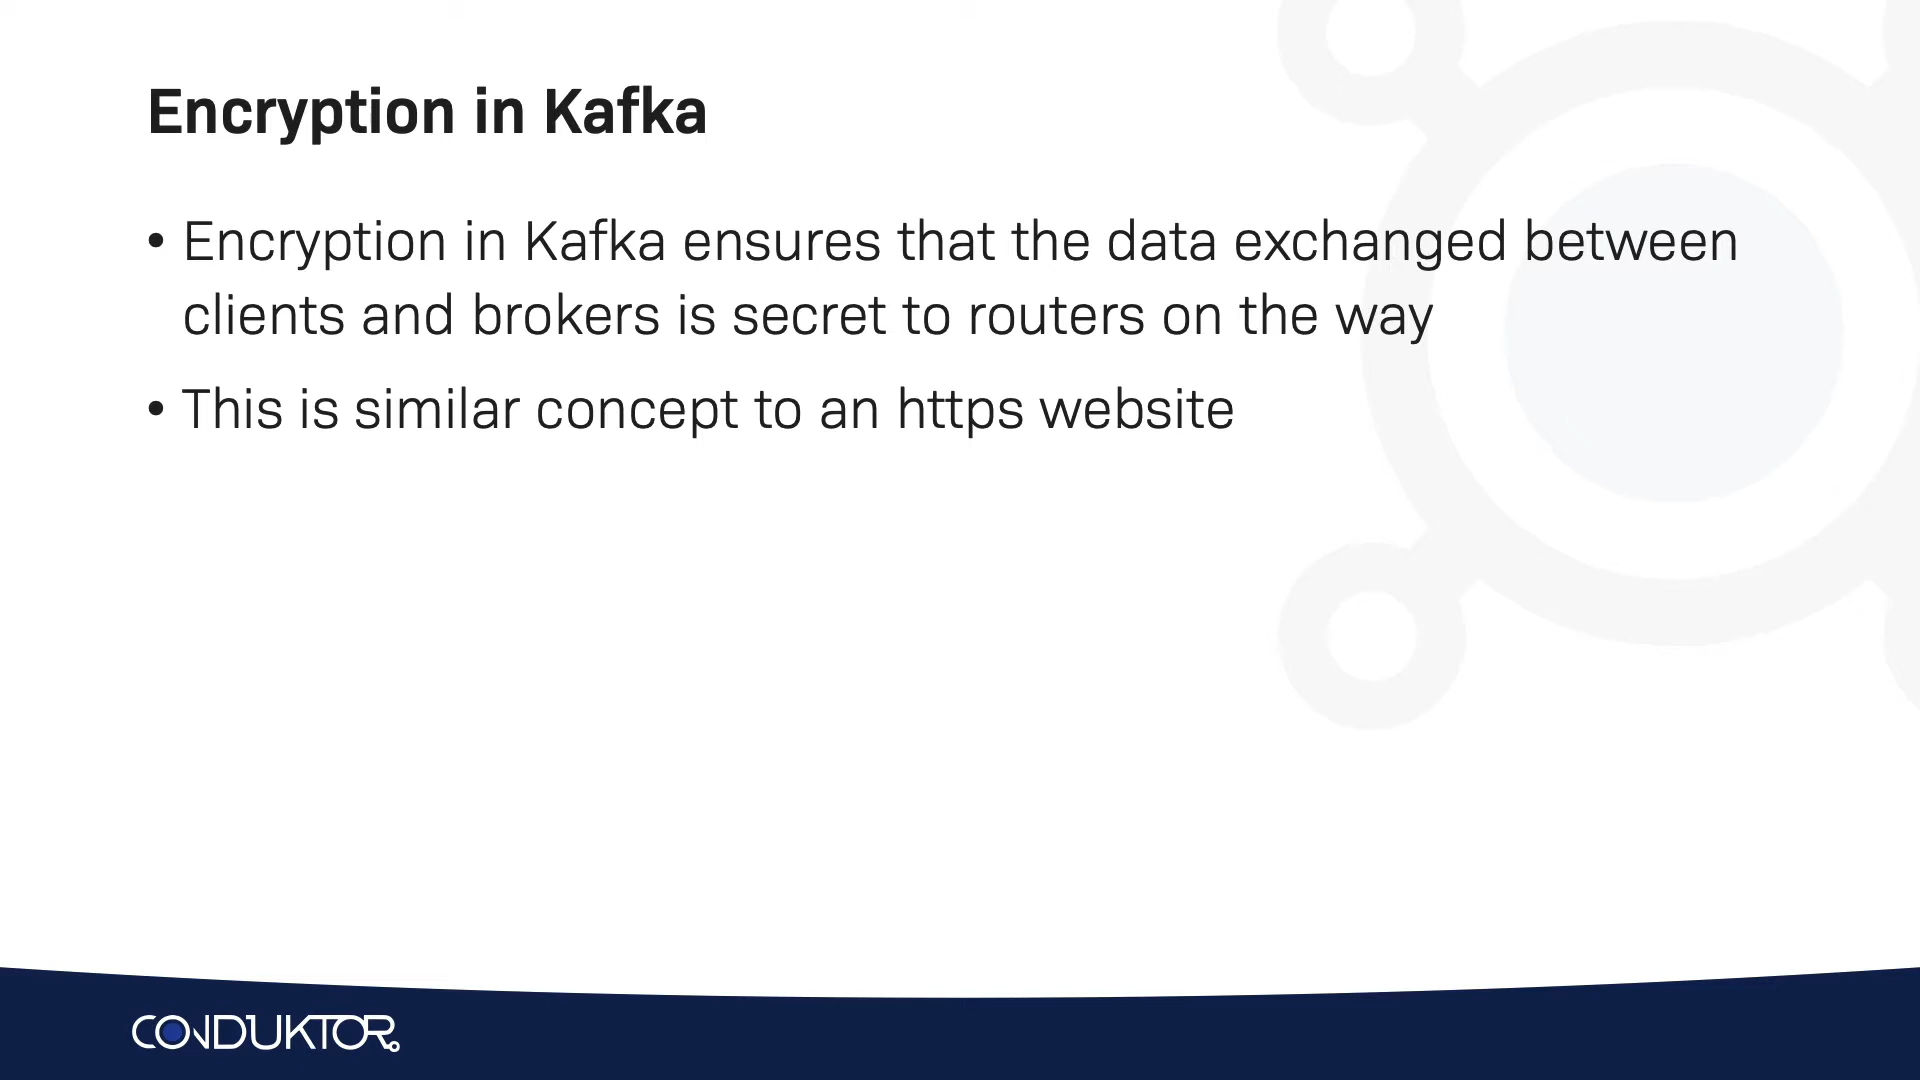 Encryption in Kafka
• Encryption in Kafka ensures that the data exchanged between
clients and brokers is secret to routers on the way
• This is similar concept to an https website
CONDUKTOR